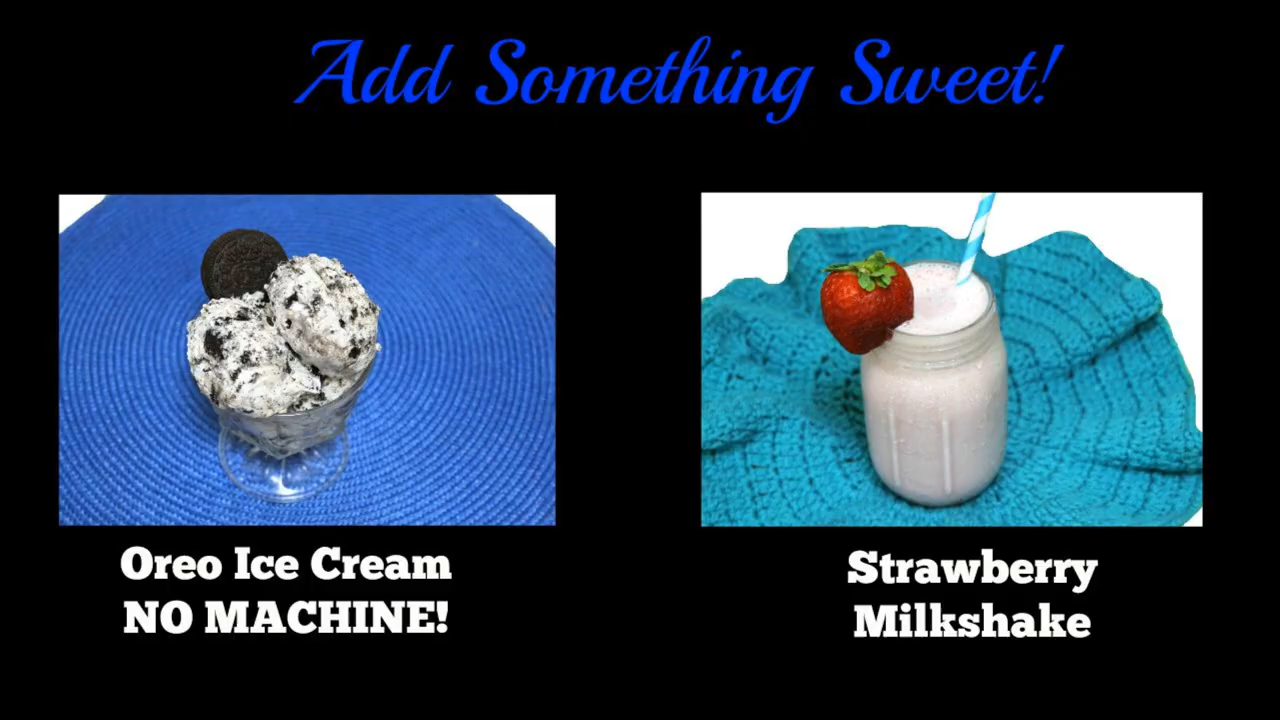 Add Something Sweet!
Oreo Ice Cream
NO MACHINE!
Strawberry
Milkshake